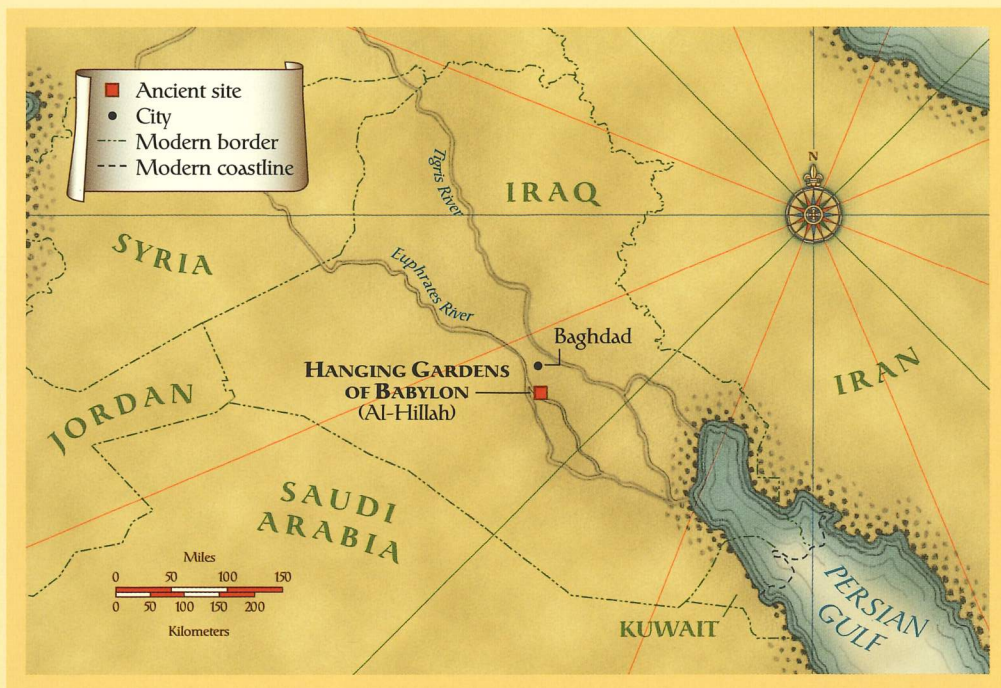 Ancient site
City
Modern border
Modern coastline
N
Tigris River
IRAQ
SYRIA
Euphrates River
Baghdad
HANGING GARDENS
OF BABYLON
(Al-Hillah)
IRAN
JORDAN
SAUDI
ARABIA
Miles
0 50 100 150
0 50 100 150 200
Kilometers
KUWAIT
PERSIAN
GULF